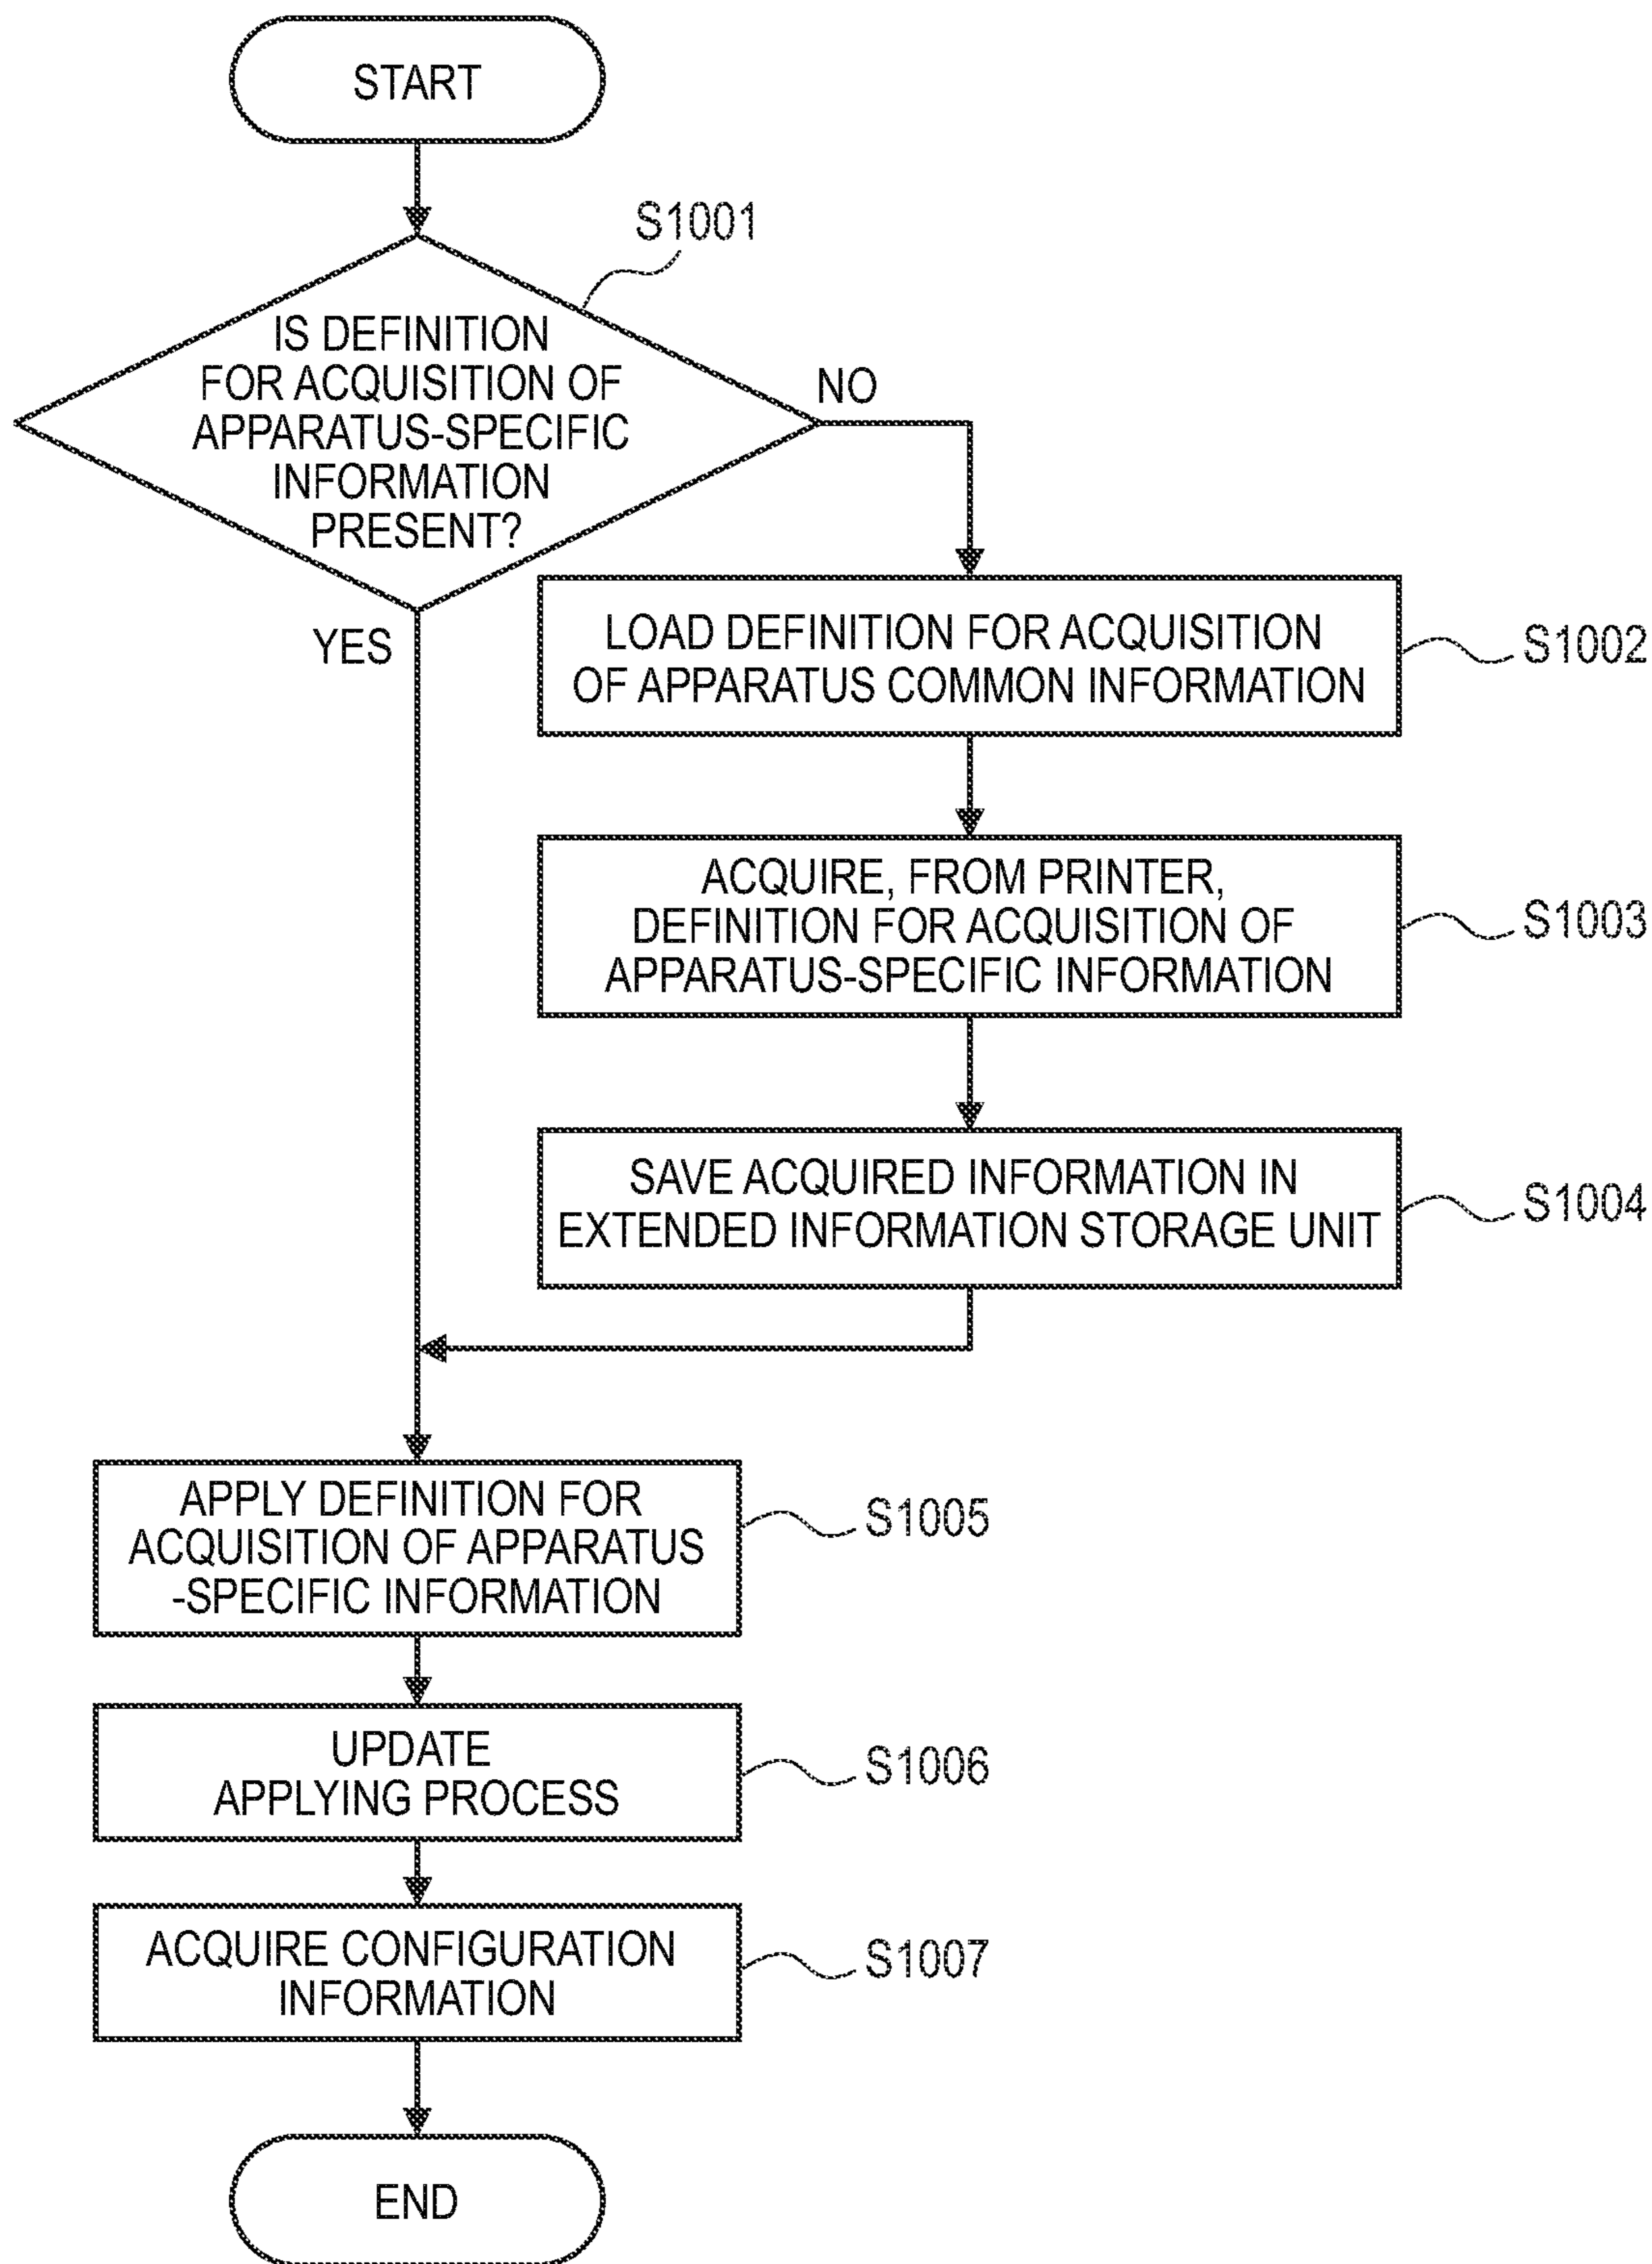 START
S1001
IS DEFINITION
FOR ACQUISITION OF
APPARATUS-SPECIFIC
INFORMATION
PRESENT?
NO
YES
LOAD DEFINITION FOR ACQUISITION
OF APPARATUS COMMON INFORMATION
S1002
ACQUIRE, FROM PRINTER,
DEFINITION FOR ACQUISITION OF
APPARATUS-SPECIFIC INFORMATION
S1003
SAVE ACQUIRED INFORMATION IN
EXTENDED INFORMATION STORAGE UNIT
S1004
APPLY DEFINITION FOR
ACQUISITION OF APPARATUS
-SPECIFIC INFORMATION
S1005
UPDATE
APPLYING PROCESS
S1006
ACQUIRE CONFIGURATION
INFORMATION
S1007
END